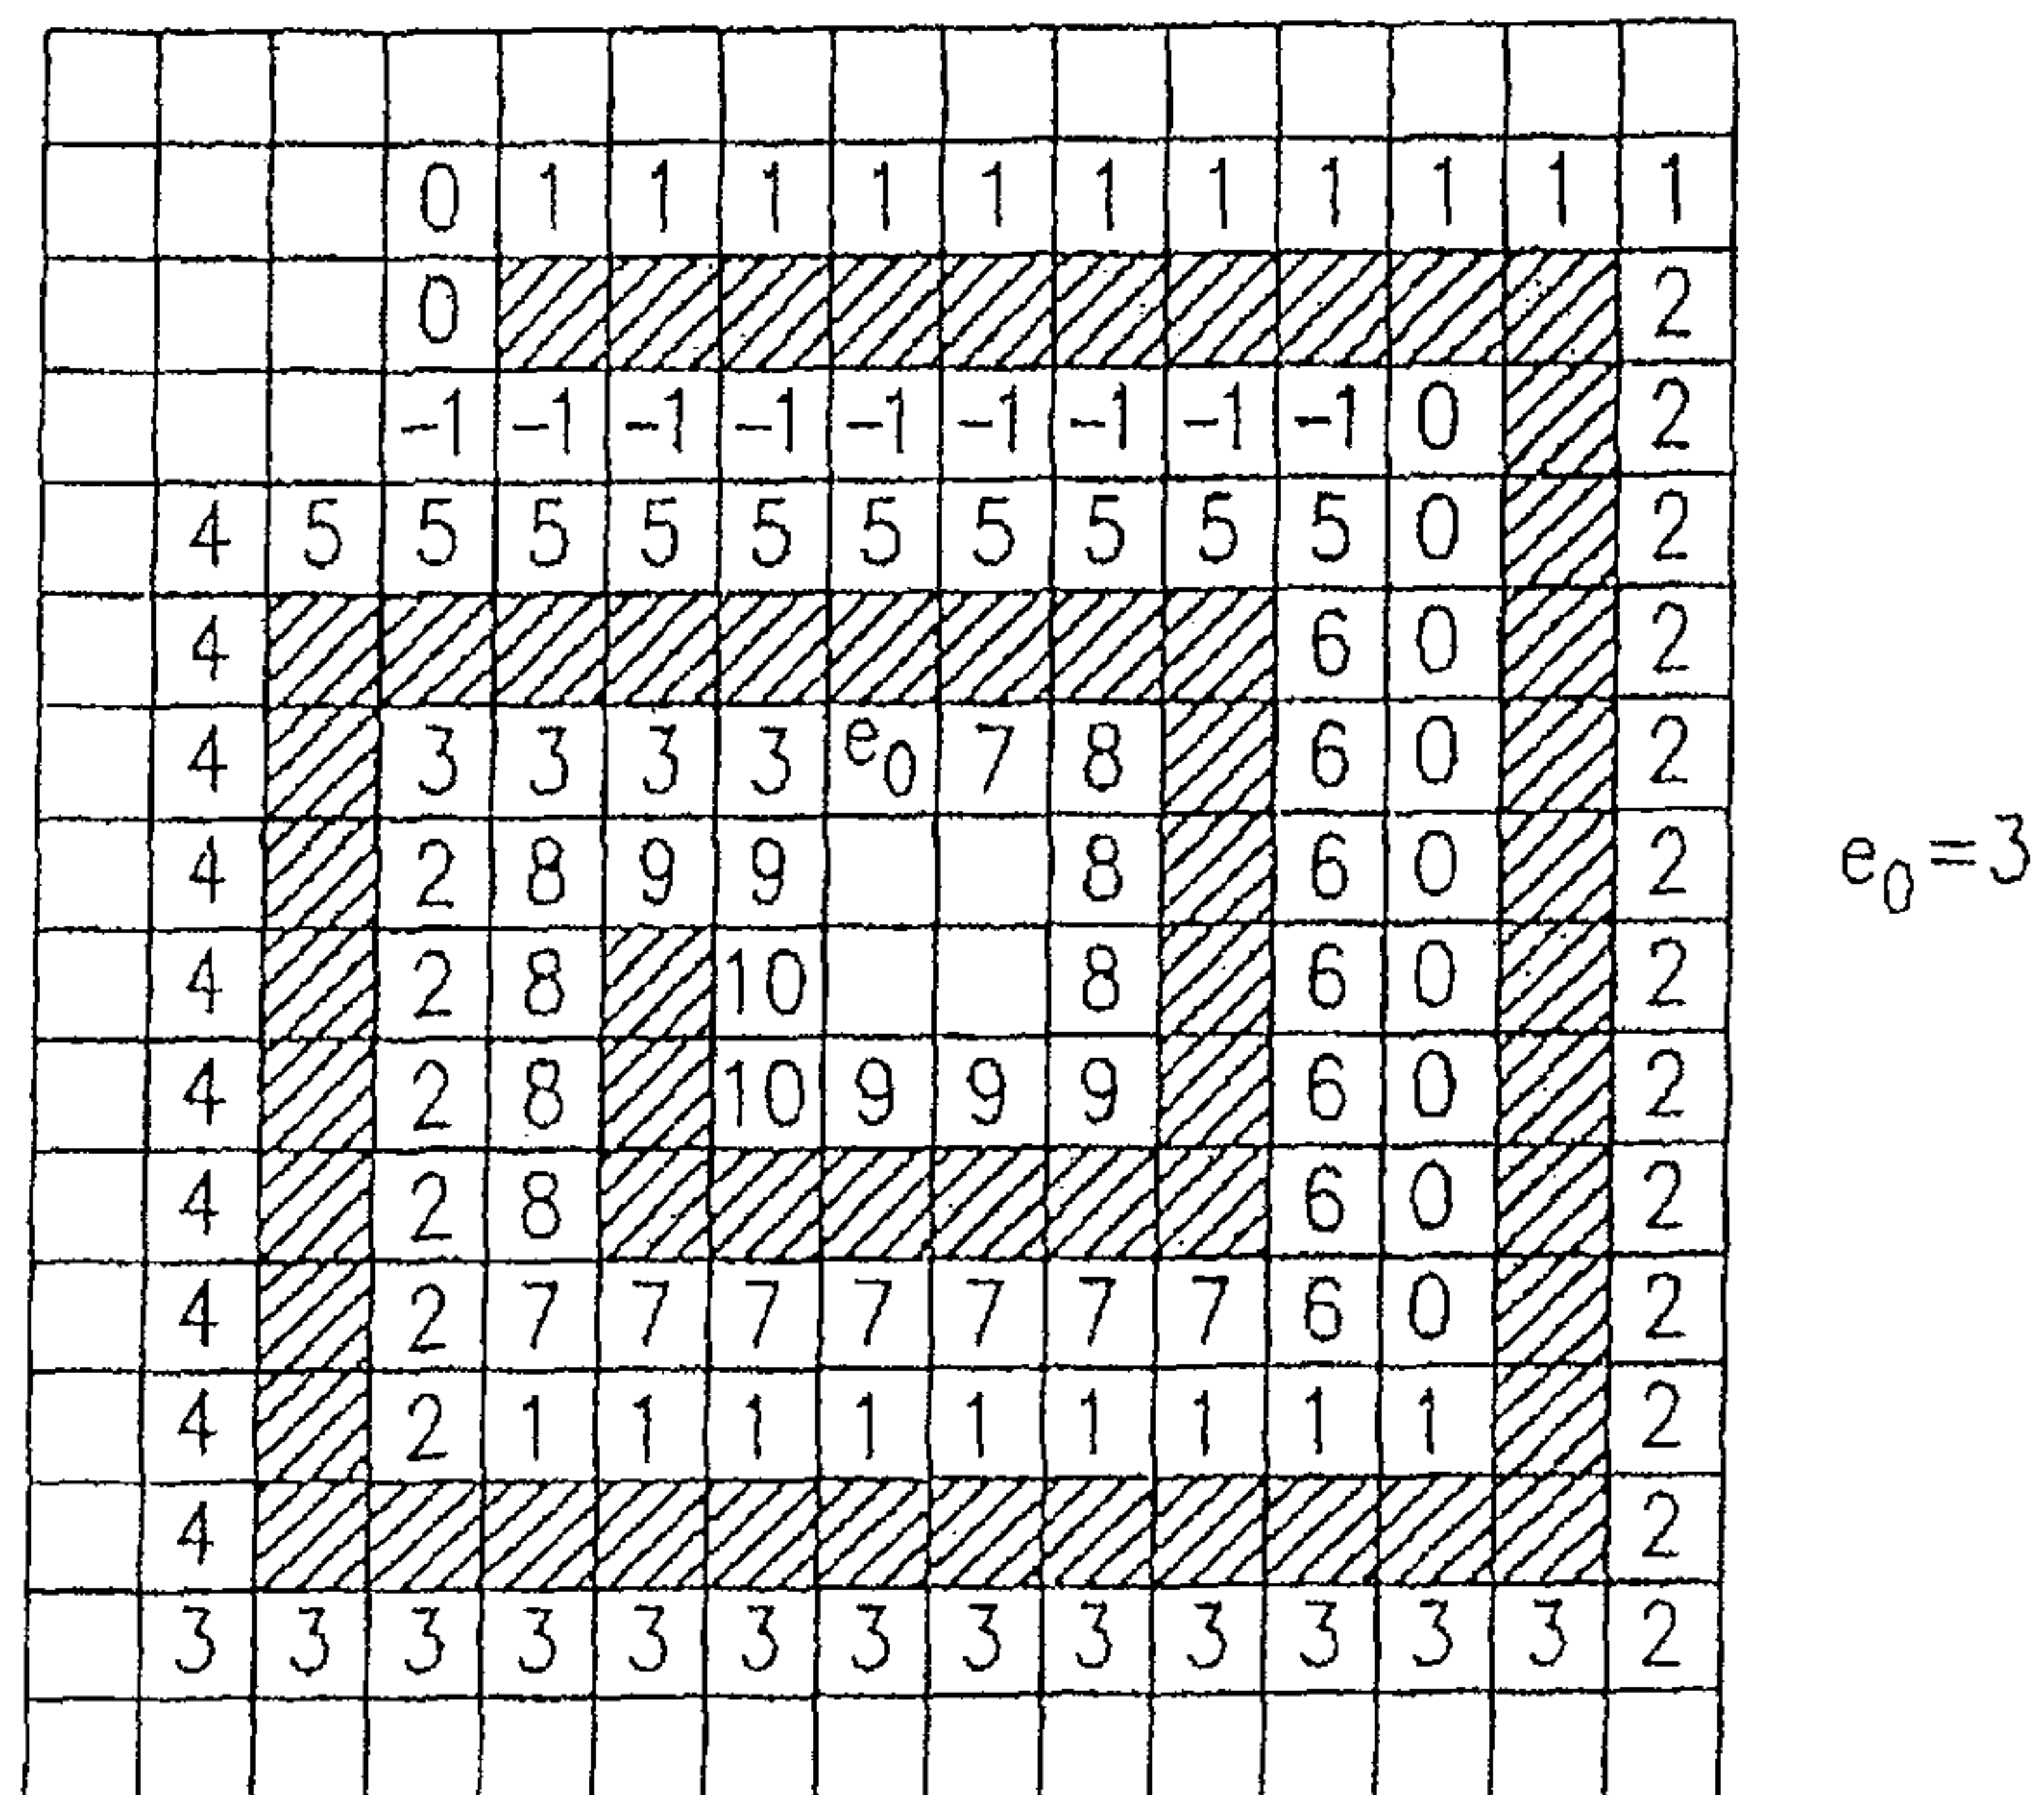 0 1 1 1 1 1 1 1 1 1 1 1
0 2
-1 -1 -1 -1 -1 -1 -1 -1 -1 0 2
4 5 5 5 5 5 5 5 5 5 5 0 2
4 6 0 2
4 3 3 3 3 e₀ 7 8 6 0 2
4 2 8 9 9 8 6 0 2
e₀=3
4 2 8 10 8 6 0 2
4 2 8 10 9 9 9 6 0 2
4 2 8 6 0 2
4 2 7 7 7 7 7 7 7 6 0 2
4 2 1 1 1 1 1 1 1 1 1 2
4 2
3 3 3 3 3 3 3 3 3 3 3 3 3 2